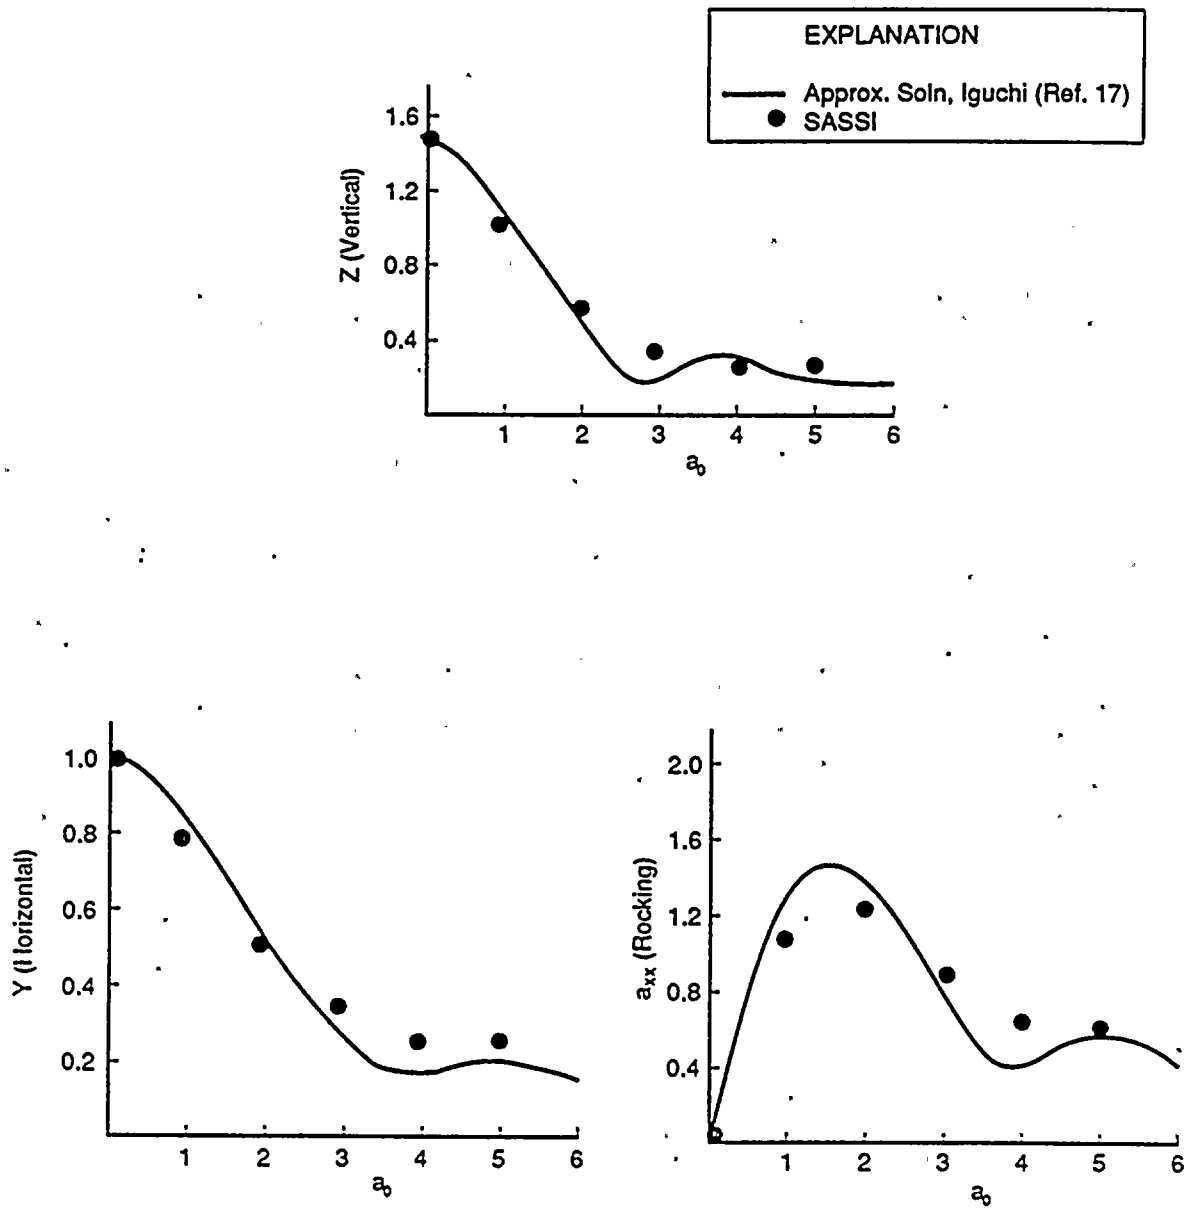 EXPLANATION
Approx. Soln, Iguchi (Ref. 17)
SASSI
Z (Vertical)
1.6
1.2
0.8
0.4
1 2 3 4 5 6
a₀
Y (Horizontal)
1.0
0.8
0.6
0.4
0.2
1 2 3 4 5 6
a₀
aₓₓ (Rocking)
2.0
1.6
1.2
0.8
0.4
1 2 3 4 5 6
a₀